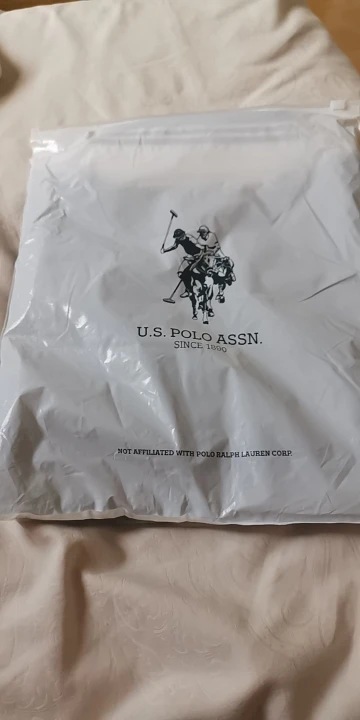 U.S. POLO ASSN.
SINCE 1890
NOT AFFILIATED WITH POLO RALPH LAUREN CORP.